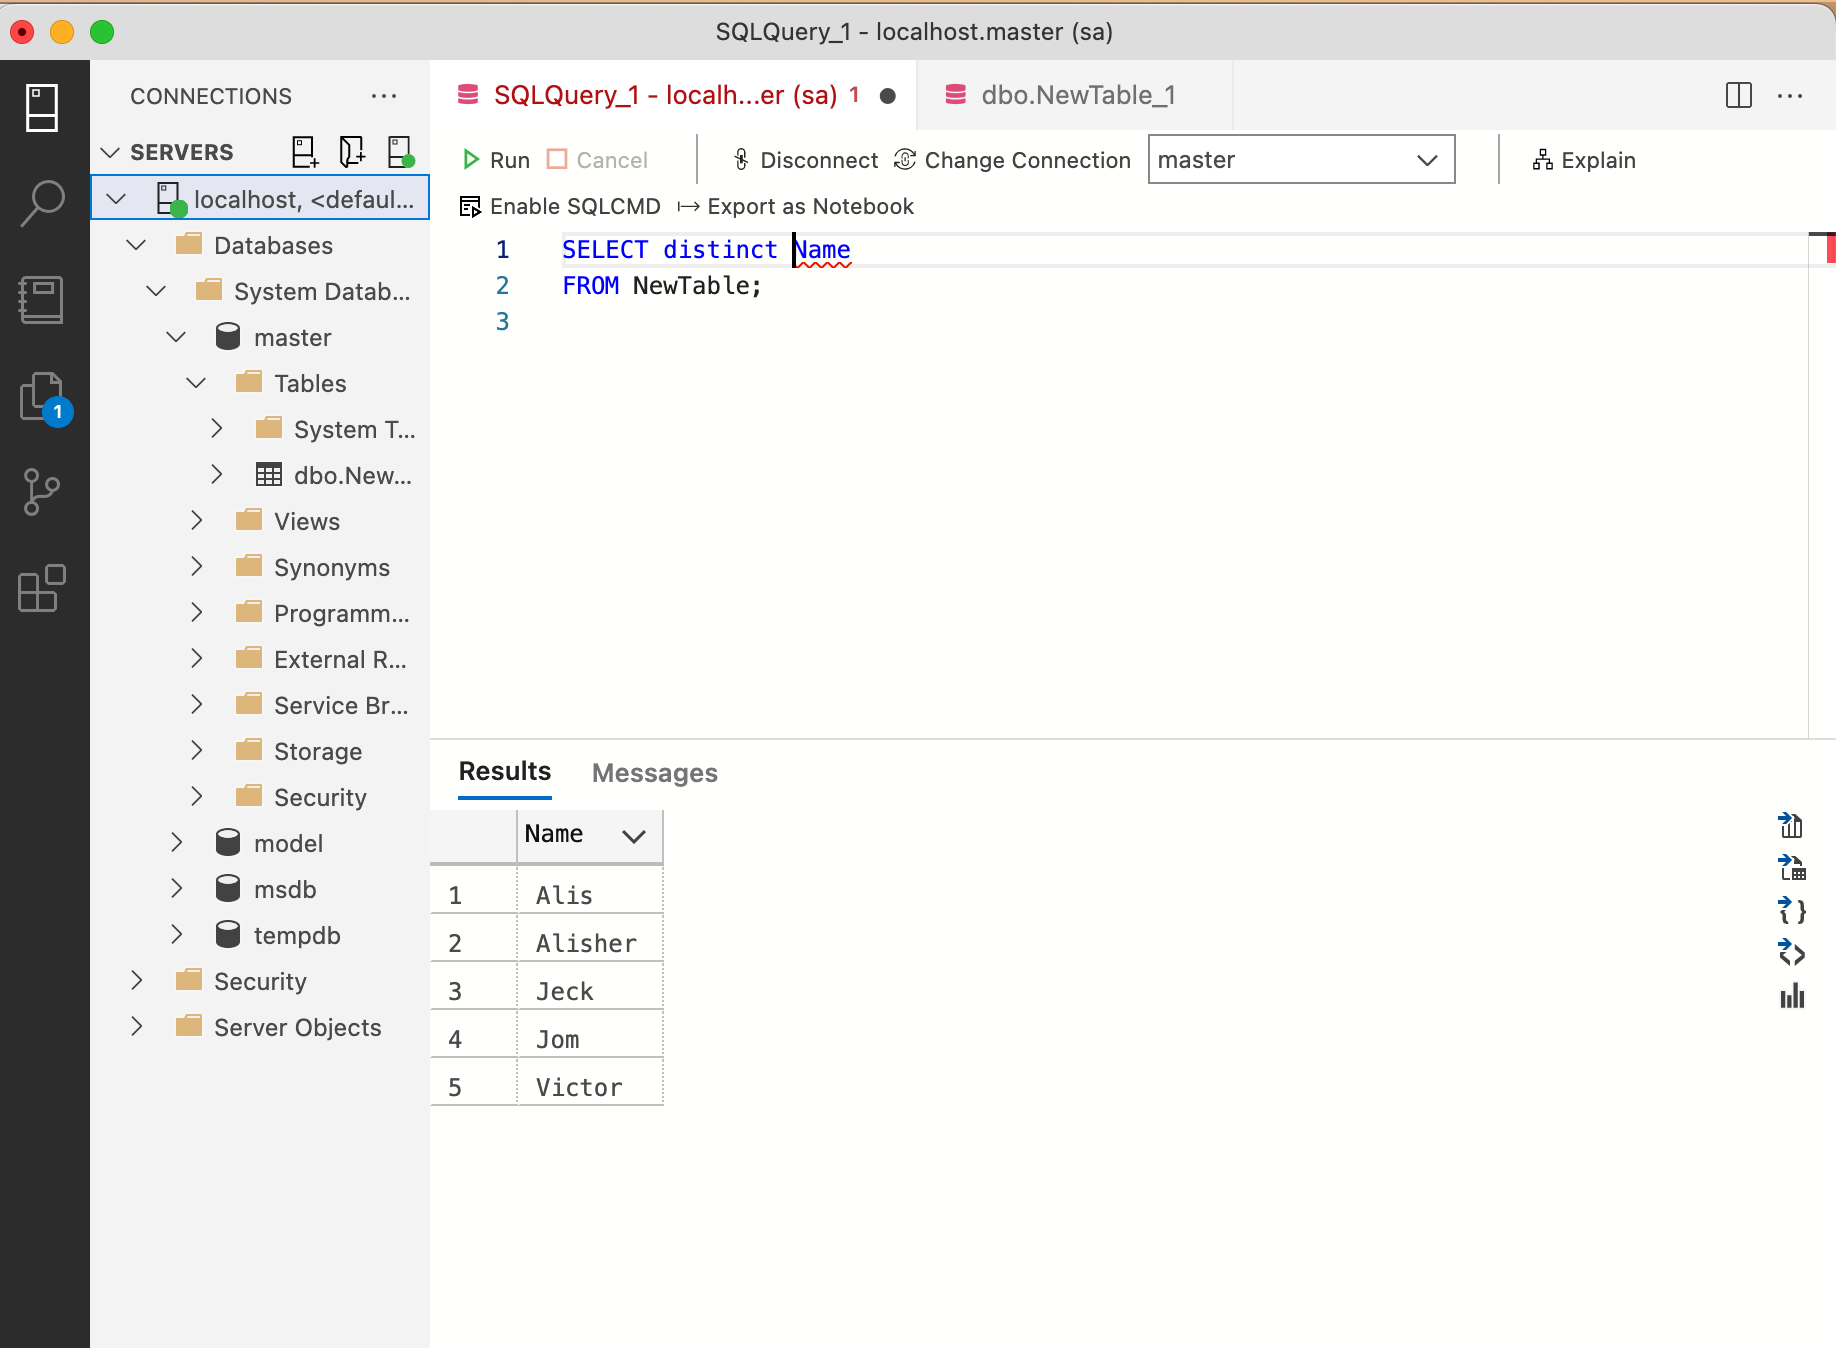 SQLQuery_1 - localhost.master (sa)
CONNECTIONS
SERVERS
localhost, <defaul...
Databases
System Datab...
master
Tables
System T...
dbo.New...
Views
Synonyms
Programm...
External R...
Service Br...
Storage
Security
model
msdb
tempdb
Security
Server Objects
1
SQLQuery_1 - localh...er (sa) 1
dbo.NewTable_1
Run Cancel Disconnect Change Connection master Explain
Enable SQLCMD Export as Notebook
1 SELECT distinct Name
2 FROM NewTable;
3
Results Messages
Name
1 Alis
2 Alisher
3 Jeck
4 Jom
5 Victor